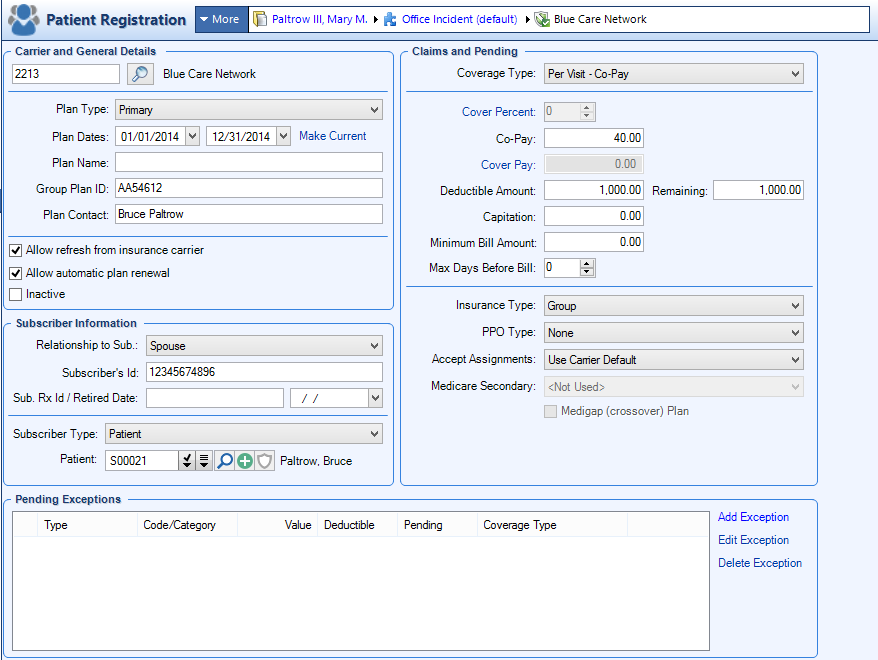 Patient Registration More Paltrow III, Mary M. Office Incident (default) Blue Care Network
Carrier and General Details
2213 Blue Care Network
Plan Type: Primary
Plan Dates: 01/01/2014 12/31/2014 Make Current
Plan Name:
Group Plan ID: AA54612
Plan Contact: Bruce Paltrow
Allow refresh from insurance carrier
Allow automatic plan renewal
Inactive
Subscriber Information
Relationship to Sub.: Spouse
Subscriber's Id: 12345674896
Sub. Rx Id / Retired Date: / /
Subscriber Type: Patient
Patient: S00021 Paltrow, Bruce
Claims and Pending
Coverage Type: Per Visit - Co-Pay
Cover Percent: 0
Co-Pay: 40.00
Cover Pay: 0.00
Deductible Amount: 1,000.00 Remaining: 1,000.00
Capitation: 0.00
Minimum Bill Amount: 0.00
Max Days Before Bill: 0
Insurance Type: Group
PPO Type: None
Accept Assignments: Use Carrier Default
Medicare Secondary: <Not Used>
Medigap (crossover) Plan
Pending Exceptions
Type Code/Category Value Deductible Pending Coverage Type
Add Exception
Edit Exception
Delete Exception